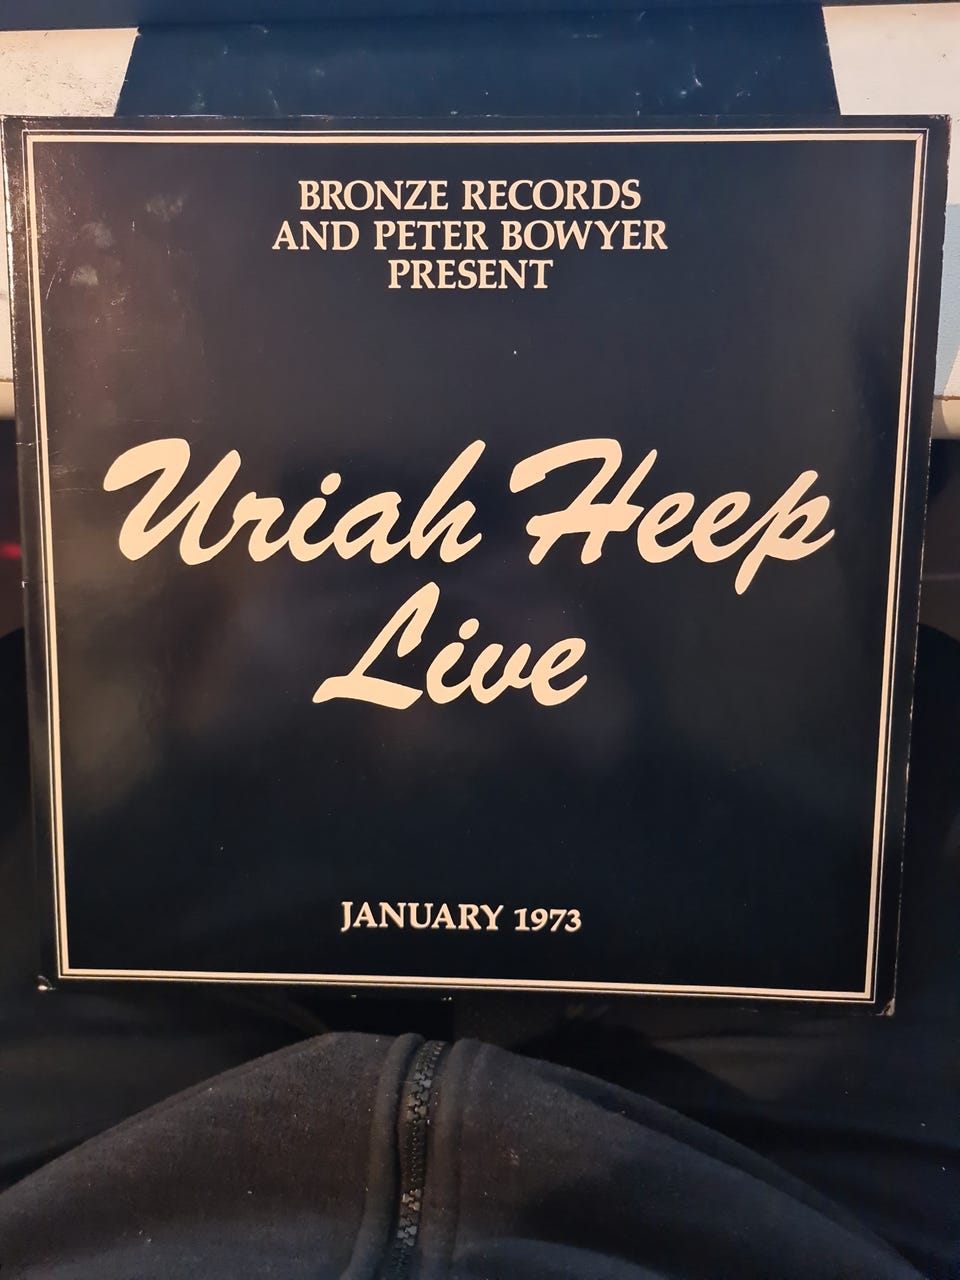 BRONZE RECORDS
AND PETER BOWYER
PRESENT
Uriah Heep
Live
JANUARY 1973